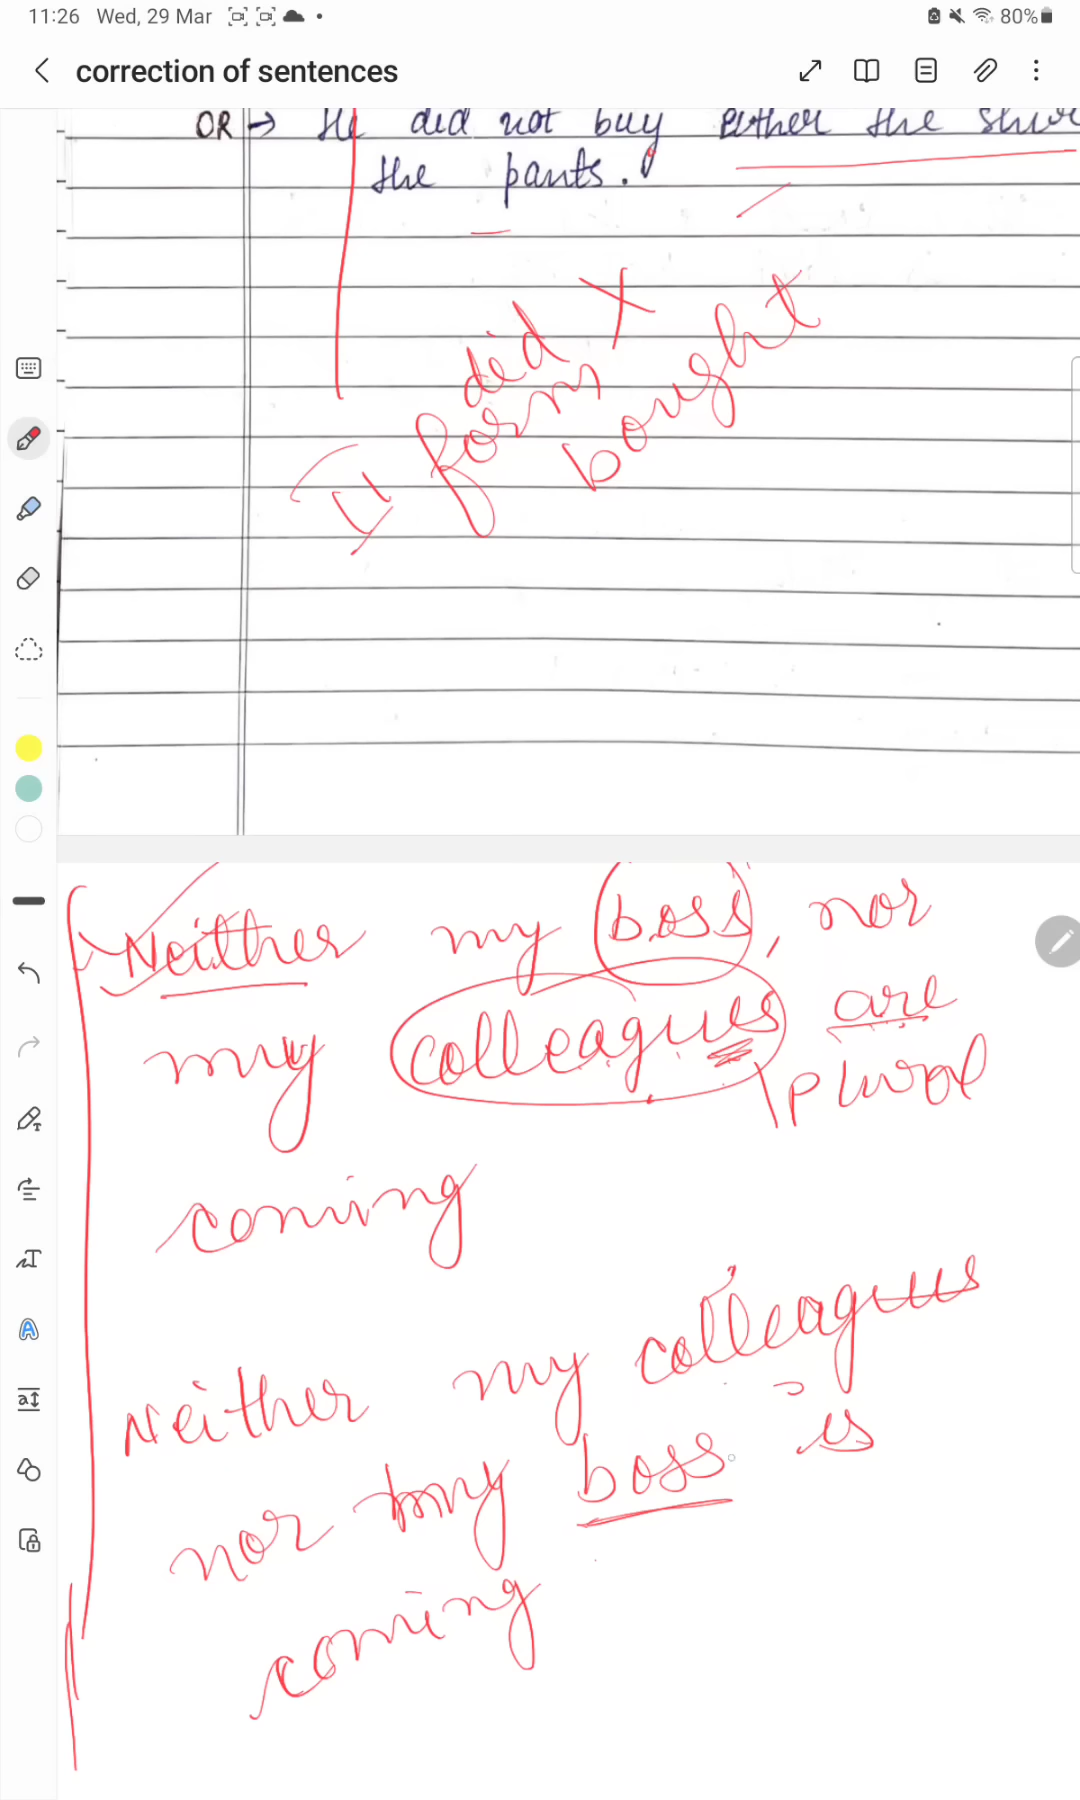 11:26 Wed, 29 Mar
80%
correction of sentences
OR → He did not buy either the
the pants.
did X
II form bought
Neither my boss, nor
my colleagues are
plural
coming
Neither my colleagues
nor my boss is
coming